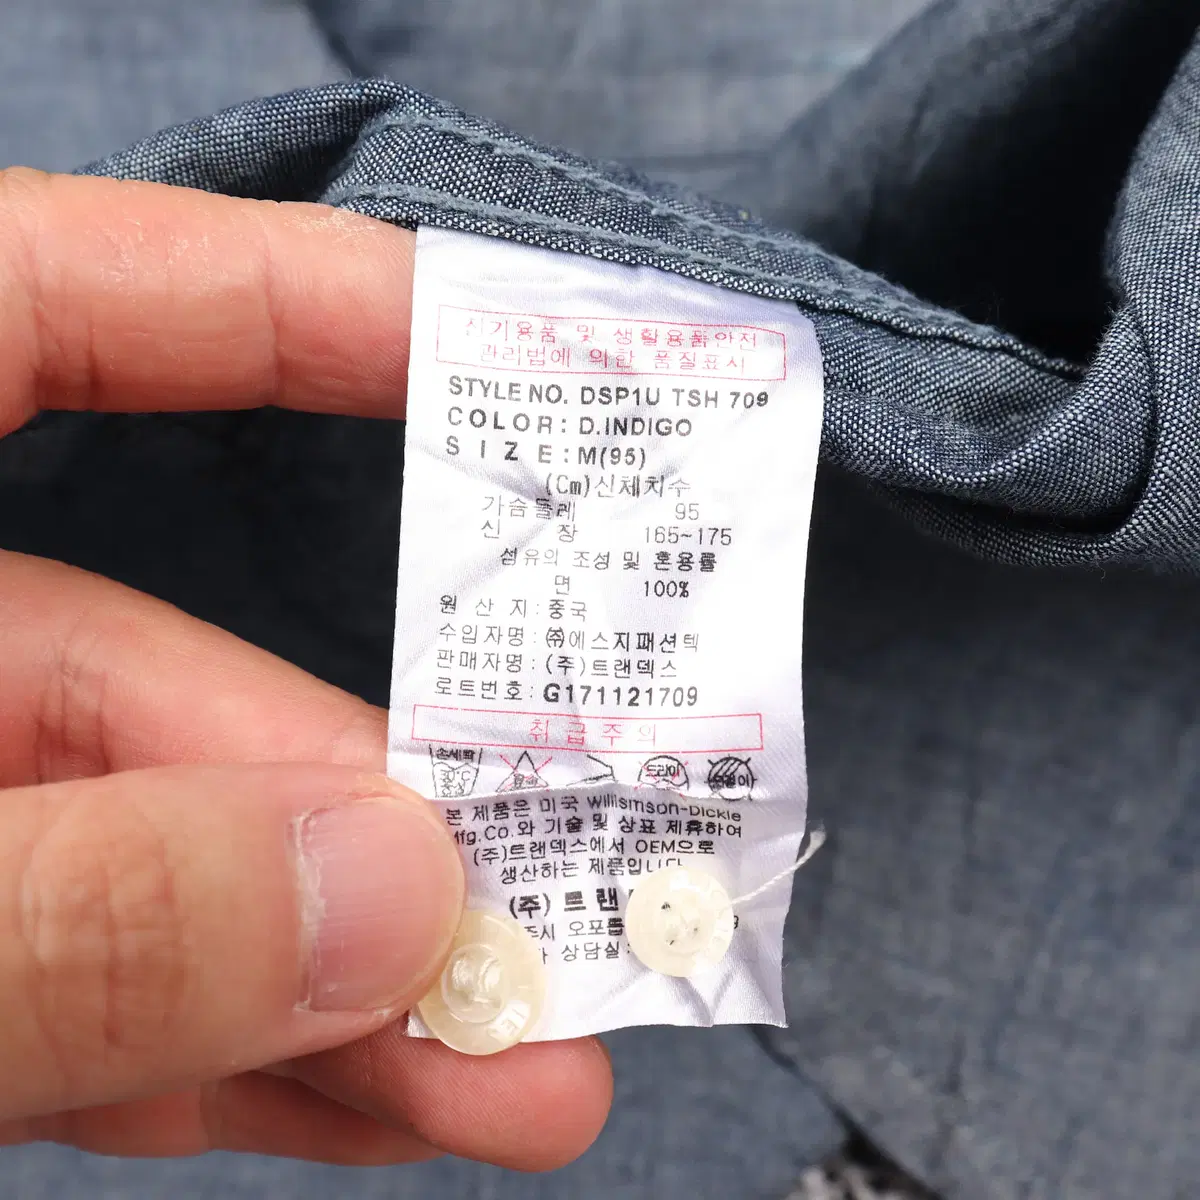 전기용품 및 생활용품안전
관리법에 의한 품질표시
STYLE NO. DSP1U TSH 709
COLOR: D.INDIGO
SIZE: M(95)
(Cm)신체치수
가슴둘레 95
신 장 165~175
섬유의 조성 및 혼용률
면 100%
원 산 지: 중국
수입자명: ㈜에스지패션텍
판매자명: (주)트랜덱스
로트번호: G171121709
취급주의
손세탁
드라이
본 제품은 미국 Williamson-Dickie
Mfg.Co.와 기술 및 상표 제휴하여
(주)트랜덱스에서 OEM으로
생산하는 제품입니다
(주) 트랜
주시 오포읍
상담실: